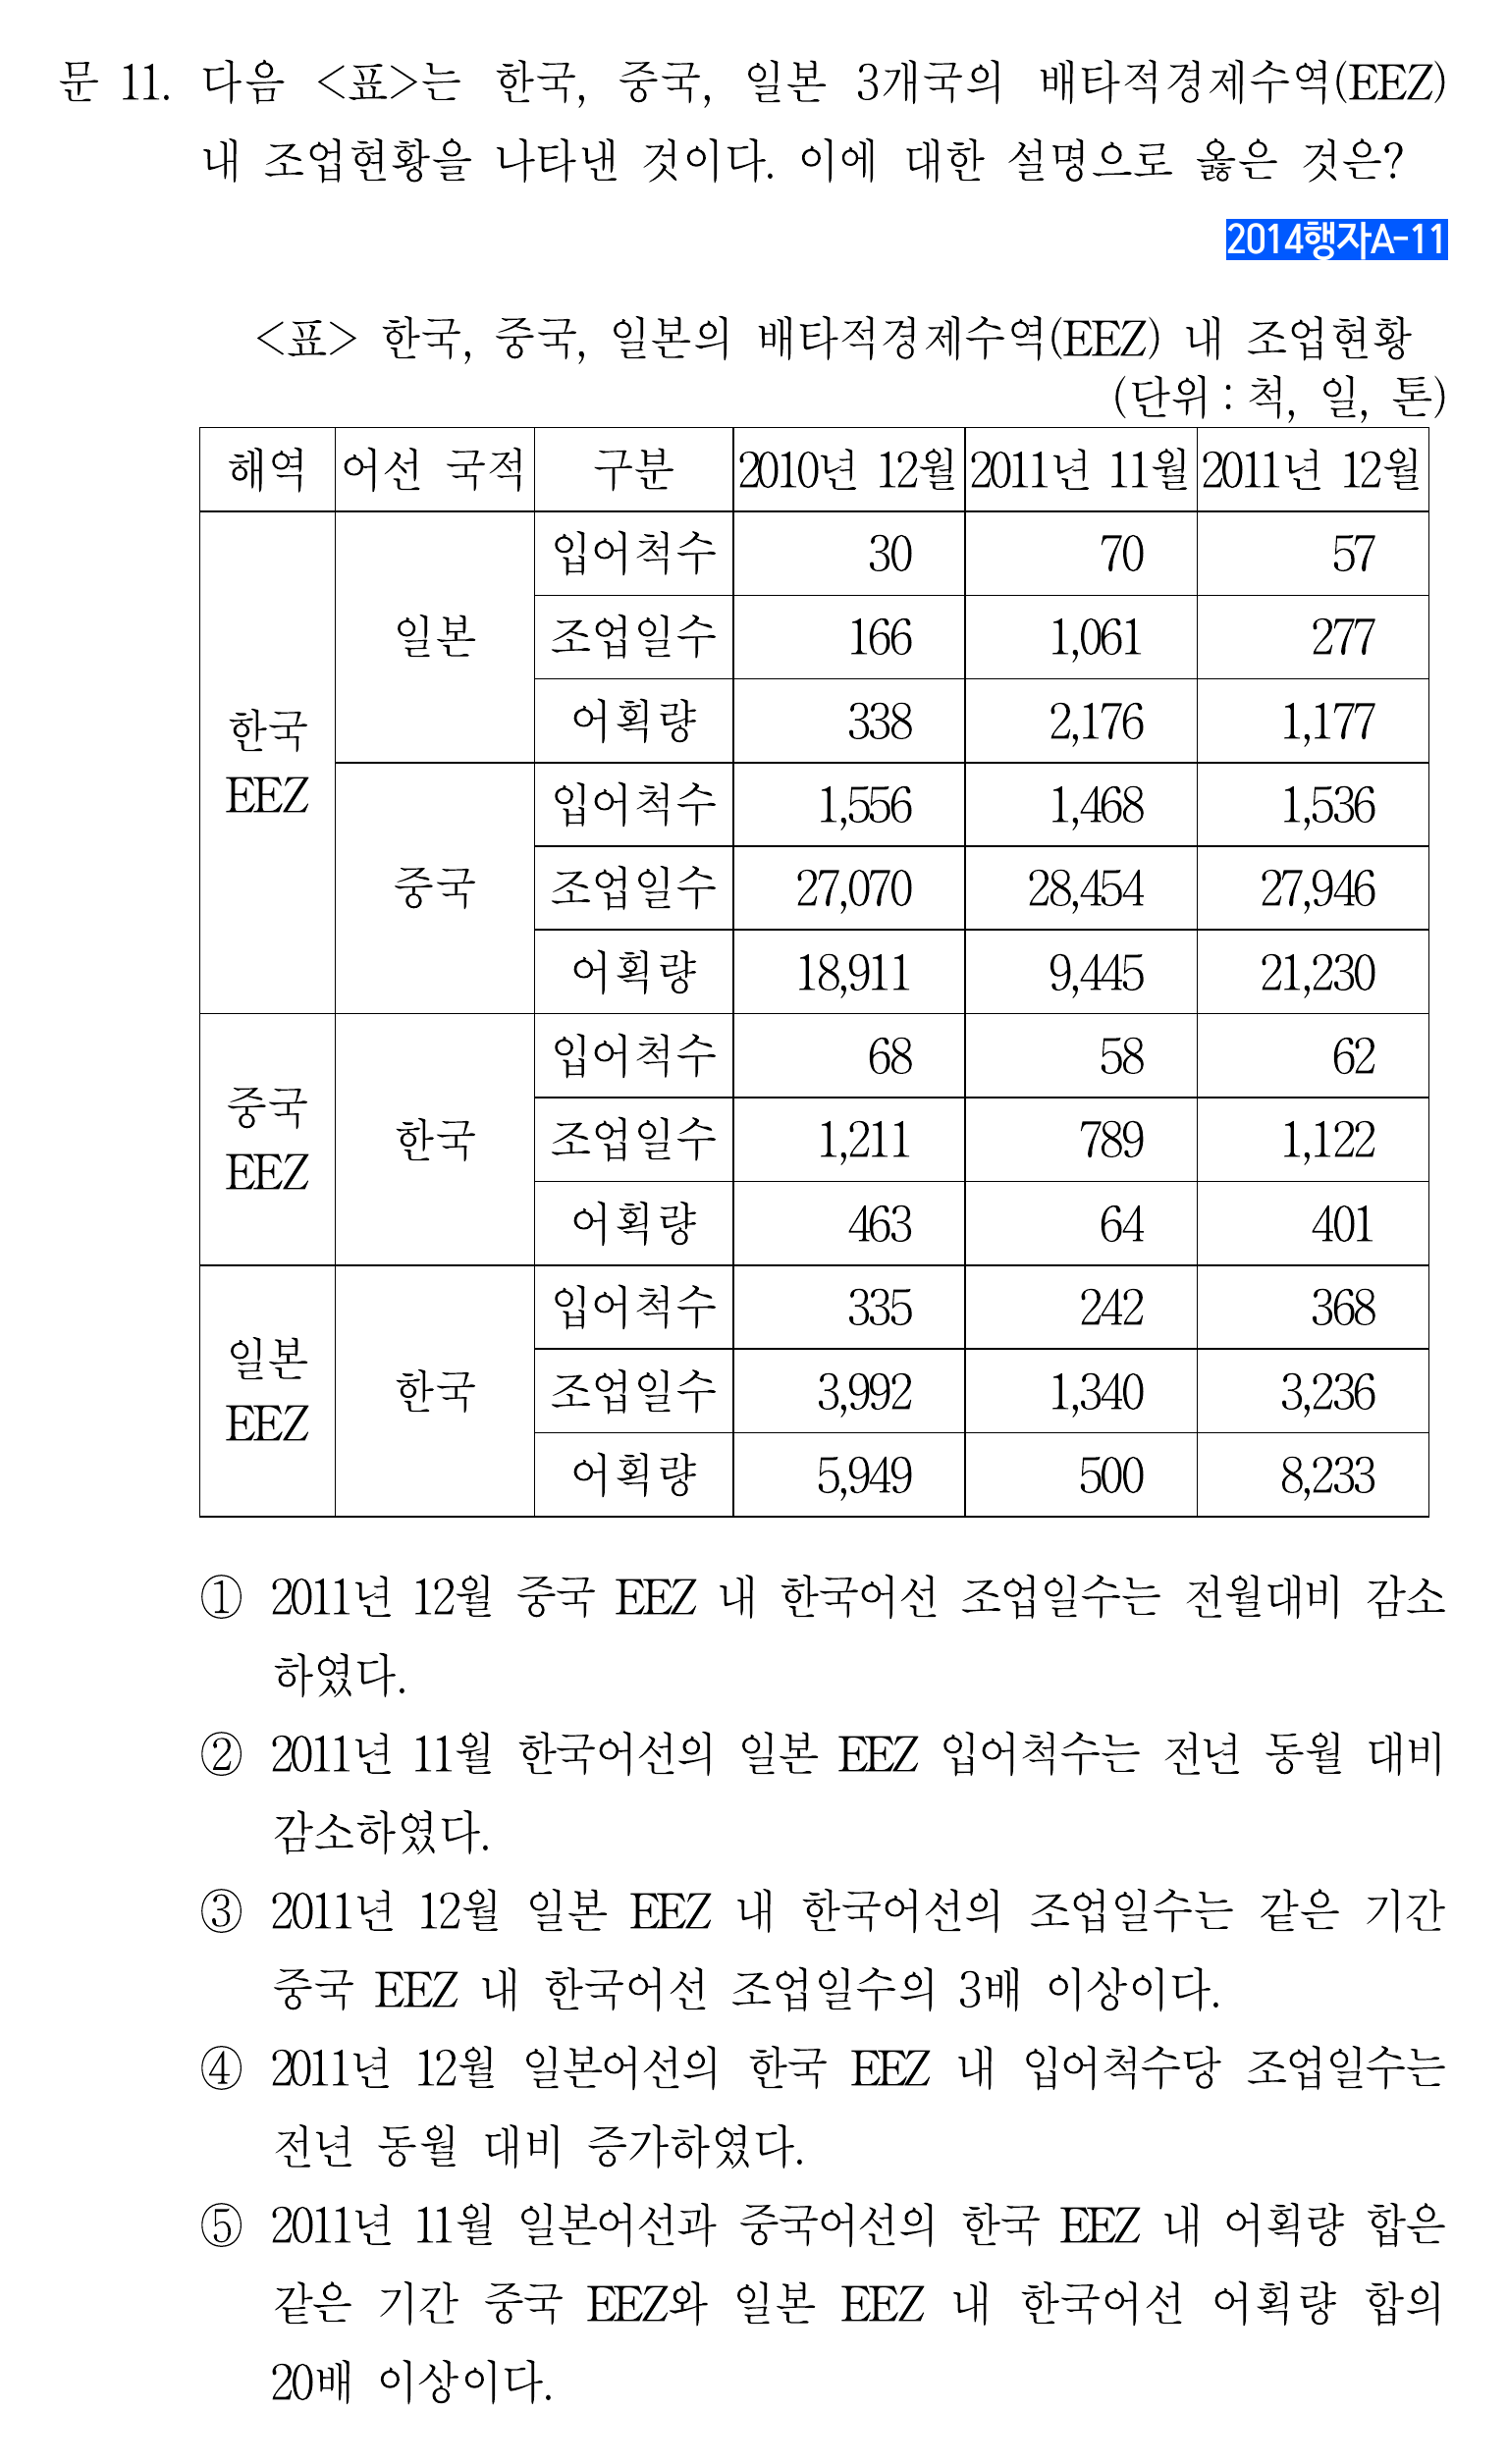 문 11. 다음 <표>는 한국, 중국, 일본 3개국의 배타적경제수역(EEZ)
내 조업현황을 나타낸 것이다. 이에 대한 설명으로 옳은 것은?
2014행자A-11
<표> 한국, 중국, 일본의 배타적경제수역(EEZ) 내 조업현황
(단위 : 척, 일, 톤)
해역 어선 국적 구분 2010년 12월 2011년 11월 2011년 12월
한국 EEZ 일본 입어척수 30 70 57
조업일수 166 1,061 277
어획량 338 2,176 1,177
중국 입어척수 1,556 1,468 1,536
조업일수 27,070 28,454 27,946
어획량 18,911 9,445 21,230
중국 EEZ 한국 입어척수 68 58 62
조업일수 1,211 789 1,122
어획량 463 64 401
일본 EEZ 한국 입어척수 335 242 368
조업일수 3,992 1,340 3,236
어획량 5,949 500 8,233
① 2011년 12월 중국 EEZ 내 한국어선 조업일수는 전월대비 감소
하였다.
② 2011년 11월 한국어선의 일본 EEZ 입어척수는 전년 동월 대비
감소하였다.
③ 2011년 12월 일본 EEZ 내 한국어선의 조업일수는 같은 기간
중국 EEZ 내 한국어선 조업일수의 3배 이상이다.
④ 2011년 12월 일본어선의 한국 EEZ 내 입어척수당 조업일수는
전년 동월 대비 증가하였다.
⑤ 2011년 11월 일본어선과 중국어선의 한국 EEZ 내 어획량 합은
같은 기간 중국 EEZ와 일본 EEZ 내 한국어선 어획량 합의
20배 이상이다.